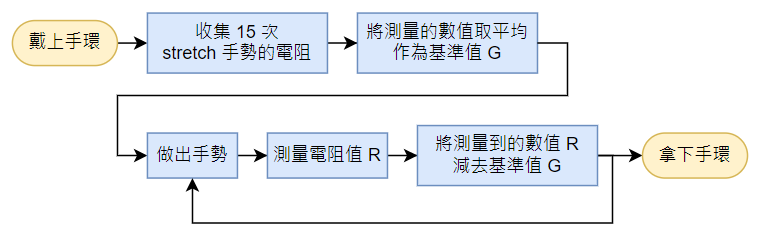 戴上手環
收集 15 次
stretch 手勢的電阻
將測量的數值取平均
作為基準值 G
做出手勢
測量電阻值 R
將測量到的數值 R
減去基準值 G
拿下手環